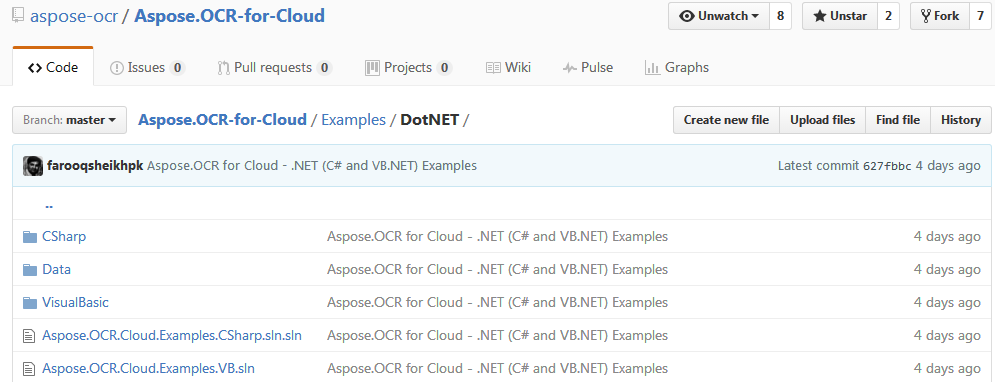 aspose-ocr / Aspose.OCR-for-Cloud Unwatch 8 Unstar 2 Fork 7
Code Issues 0 Pull requests 0 Projects 0 Wiki Pulse Graphs
Branch: master Aspose.OCR-for-Cloud / Examples / DotNET / Create new file Upload files Find file History
farooqsheikhpk Aspose.OCR for Cloud - .NET (C# and VB.NET) Examples Latest commit 627fbbc 4 days ago
..
CSharp Aspose.OCR for Cloud - .NET (C# and VB.NET) Examples 4 days ago
Data Aspose.OCR for Cloud - .NET (C# and VB.NET) Examples 4 days ago
VisualBasic Aspose.OCR for Cloud - .NET (C# and VB.NET) Examples 4 days ago
Aspose.OCR.Cloud.Examples.CSharp.sln.sln Aspose.OCR for Cloud - .NET (C# and VB.NET) Examples 4 days ago
Aspose.OCR.Cloud.Examples.VB.sln Aspose.OCR for Cloud - .NET (C# and VB.NET) Examples 4 days ago